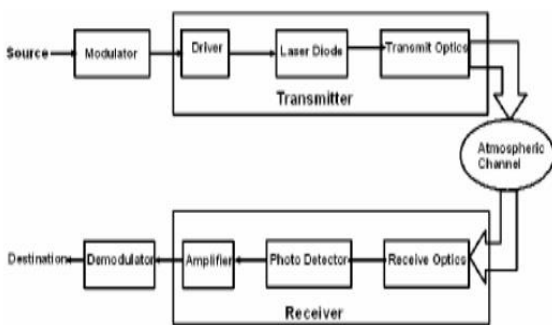 Source
Modulator
Driver
Laser Diode
Transmit Optics
Transmitter
Atmospheric
Channel
Destination
Demodulator
Amplifier
Photo Detector
Receive Optics
Receiver